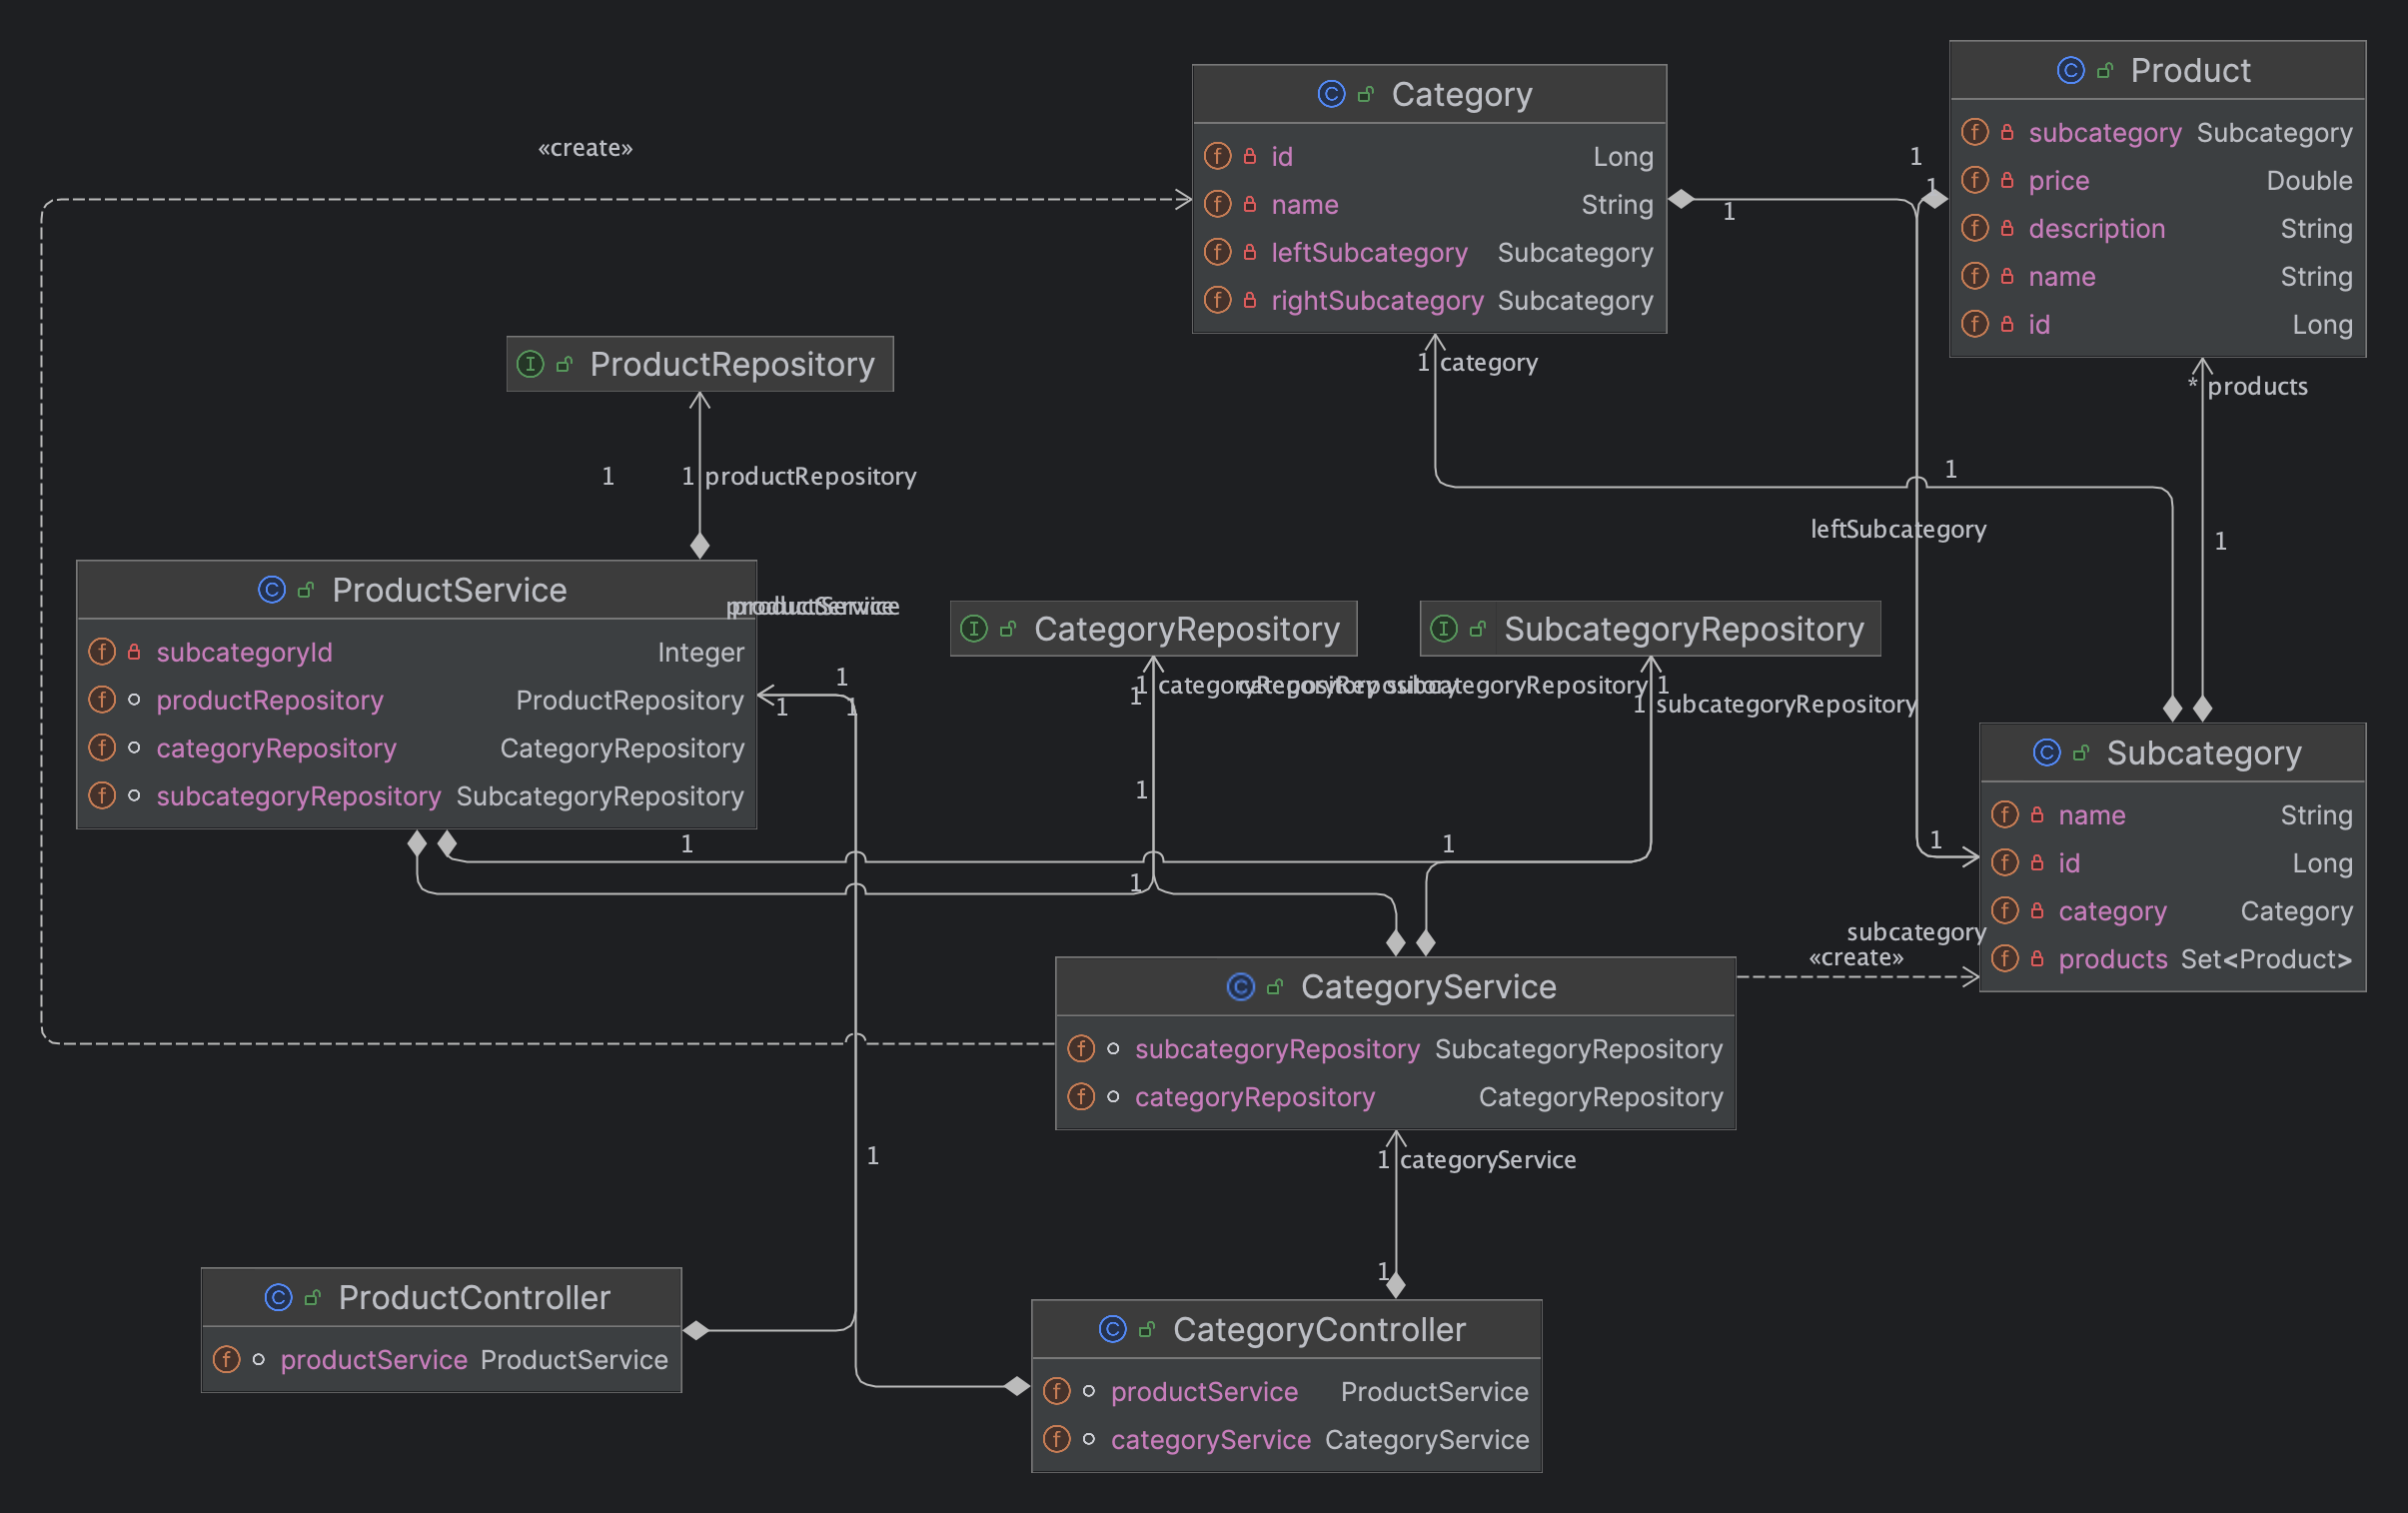 Category
id Long
name String
leftSubcategory Subcategory
rightSubcategory Subcategory
Product
subcategory Subcategory
price Double
description String
name String
id Long
«create»
1
1
1
ProductRepository
1 category
* products
1
1 productRepository
1
leftSubcategory
1
ProductService
subcategoryId Integer
productRepository ProductRepository
categoryRepository CategoryRepository
subcategoryRepository SubcategoryRepository
productService
CategoryRepository
SubcategoryRepository
1
1
1
1 categoryRepository
1
subcategoryRepository 1
1 subcategoryRepository
Subcategory
name String
id Long
category Category
products Set<Product>
1
1
1
1
1
subcategory
«create»
CategoryService
subcategoryRepository SubcategoryRepository
categoryRepository CategoryRepository
1
1 categoryService
1
ProductController
productService ProductService
CategoryController
productService ProductService
categoryService CategoryService